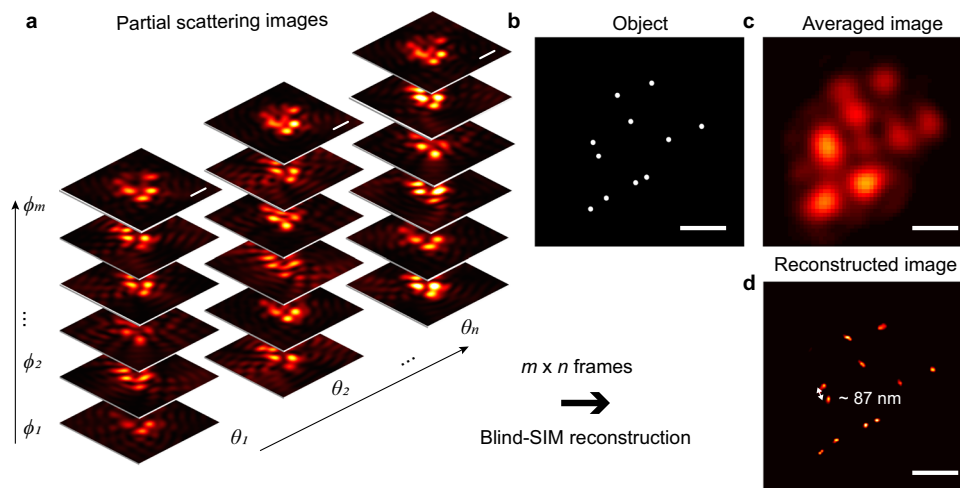 a
Partial scattering images
ϕm
⋮
ϕ2
ϕ1
θ1
θ2
...
θn
b
Object
c
Averaged image
m x n frames
Blind-SIM reconstruction
Reconstructed image
d
~ 87 nm